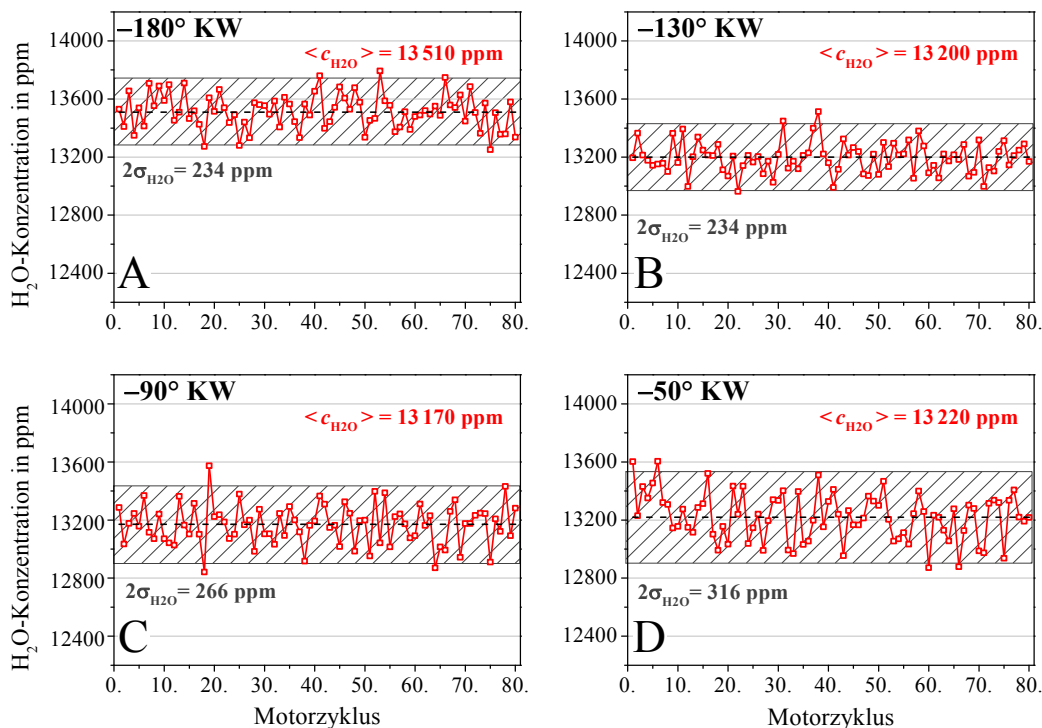 −180° KW
< cH2O > = 13 510 ppm
2σH2O = 234 ppm
A
H2O-Konzentration in ppm
14000
13600
13200
12800
12400
0. 10. 20. 30. 40. 50. 60. 70. 80.
−130° KW
< cH2O > = 13 200 ppm
2σH2O = 234 ppm
B
14000
13600
13200
12800
12400
0. 10. 20. 30. 40. 50. 60. 70. 80.
−90° KW
< cH2O > = 13 170 ppm
2σH2O = 266 ppm
C
H2O-Konzentration in ppm
14000
13600
13200
12800
12400
0. 10. 20. 30. 40. 50. 60. 70. 80.
Motorzyklus
−50° KW
< cH2O > = 13 220 ppm
2σH2O = 316 ppm
D
14000
13600
13200
12800
12400
0. 10. 20. 30. 40. 50. 60. 70. 80.
Motorzyklus